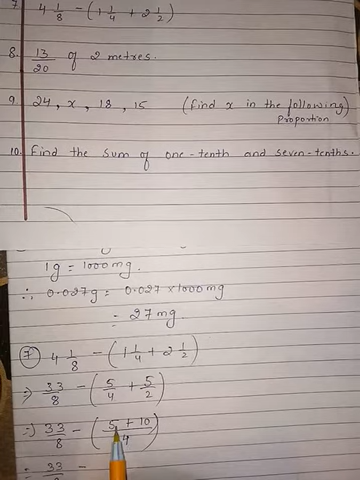 7. 4 1/8 - (1 1/4 + 2 1/2)
8. 13/20 of 2 metres.
9 24, x, 18, 15 (find x in the following) Proportion
10. Find the sum of one-tenth and seven-tenths.
1g = 1000mg.
∴ 0.027g = 0.027 × 1000mg
= 27mg.
7 4 1/8 - (1 1/4 + 2 1/2)
⇒ 33/8 - (5/4 + 5/2)
⇒ 33/8 - (5 + 10/4)
= 33/8 -